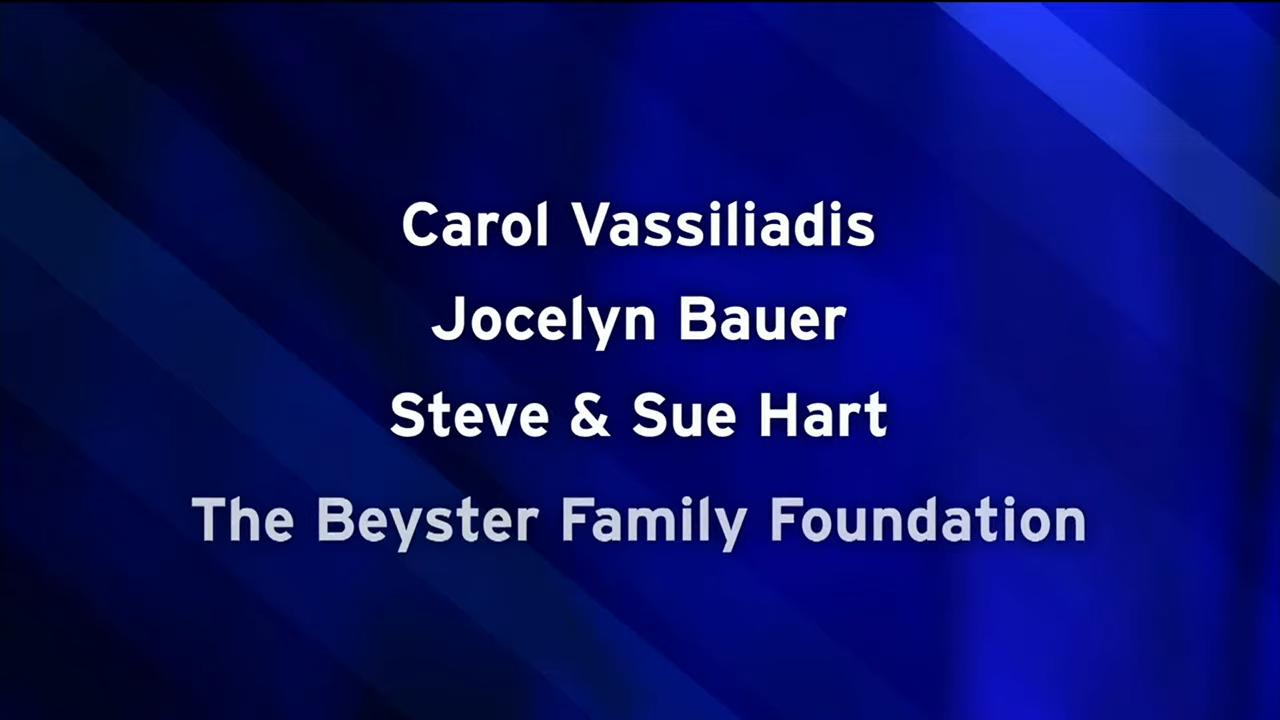 Carol Vassiliadis
Jocelyn Bauer
Steve & Sue Hart
The Beyster Family Foundation